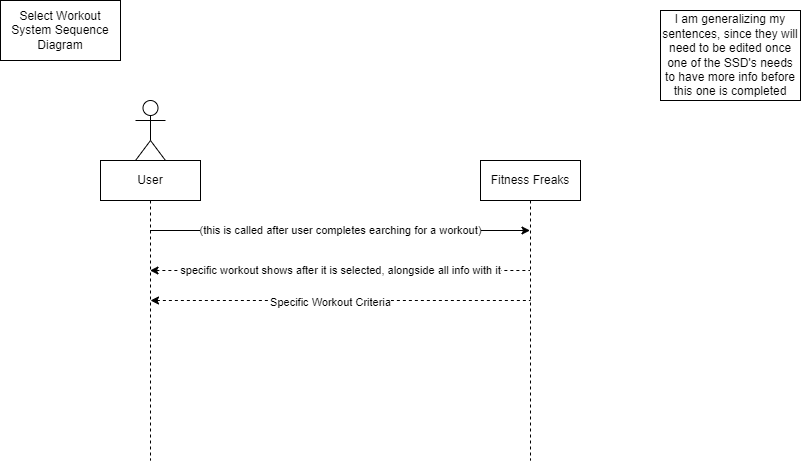 Select Workout
System Sequence
Diagram
I am generalizing my
sentences, since they will
need to be edited once
one of the SSD's needs
to have more info before
this one is completed
User
Fitness Freaks
(this is called after user completes earching for a workout)
specific workout shows after it is selected, alongside all info with it
Specific Workout Criteria